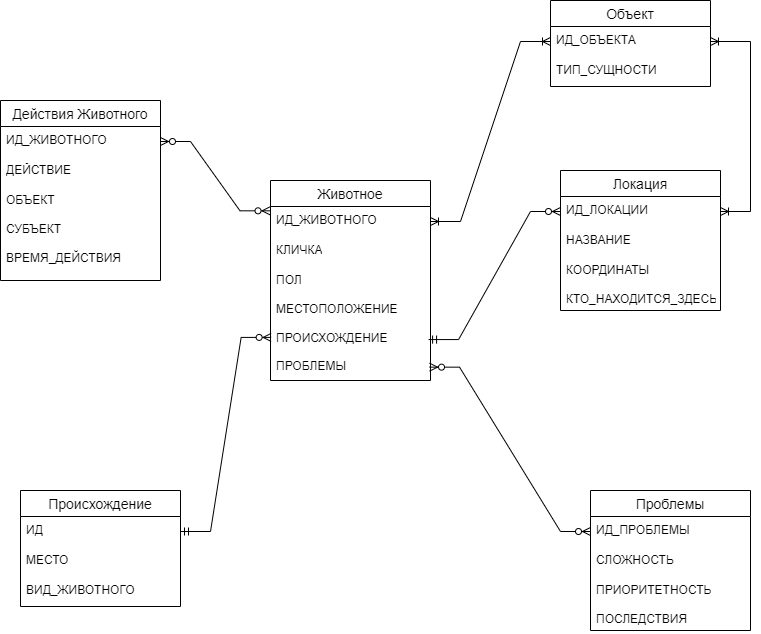 Объект
ИД_ОБЪЕКТА
ТИП_СУЩНОСТИ
Действия Животного
ИД_ЖИВОТНОГО
ДЕЙСТВИЕ
ОБЪЕКТ
СУБЪЕКТ
ВРЕМЯ_ДЕЙСТВИЯ
Животное
ИД_ЖИВОТНОГО
КЛИЧКА
ПОЛ
МЕСТОПОЛОЖЕНИЕ
ПРОИСХОЖДЕНИЕ
ПРОБЛЕМЫ
Локация
ИД_ЛОКАЦИИ
НАЗВАНИЕ
КООРДИНАТЫ
КТО_НАХОДИТСЯ_ЗДЕСЬ
Происхождение
ИД
МЕСТО
ВИД_ЖИВОТНОГО
Проблемы
ИД_ПРОБЛЕМЫ
СЛОЖНОСТЬ
ПРИОРИТЕТНОСТЬ
ПОСЛЕДСТВИЯ